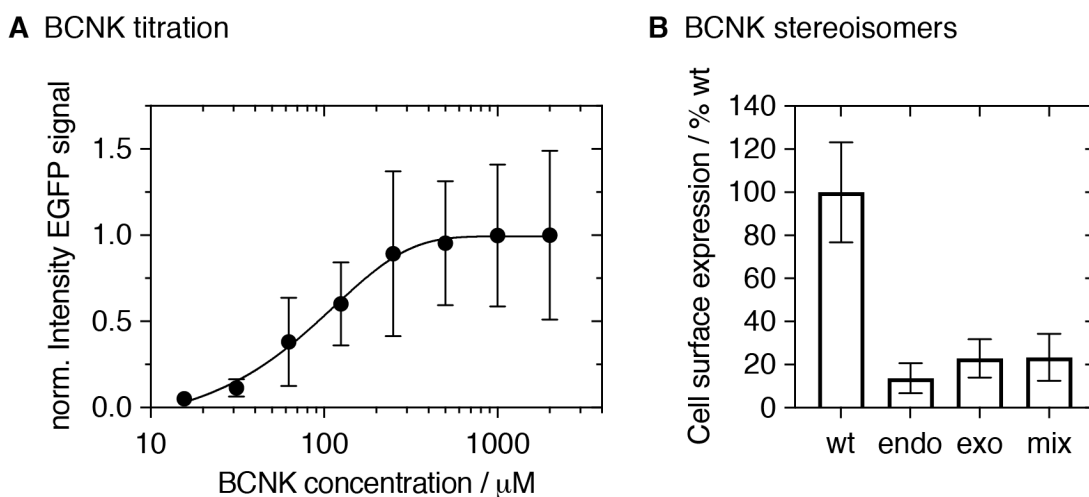 A BCNK titration
norm. Intensity EGFP signal
1.5
1.0
0.5
0.0
10 100 1000
BCNK concentration / μM
B BCNK stereoisomers
Cell surface expression / % wt
140
120
100
80
60
40
20
0
wt endo exo mix